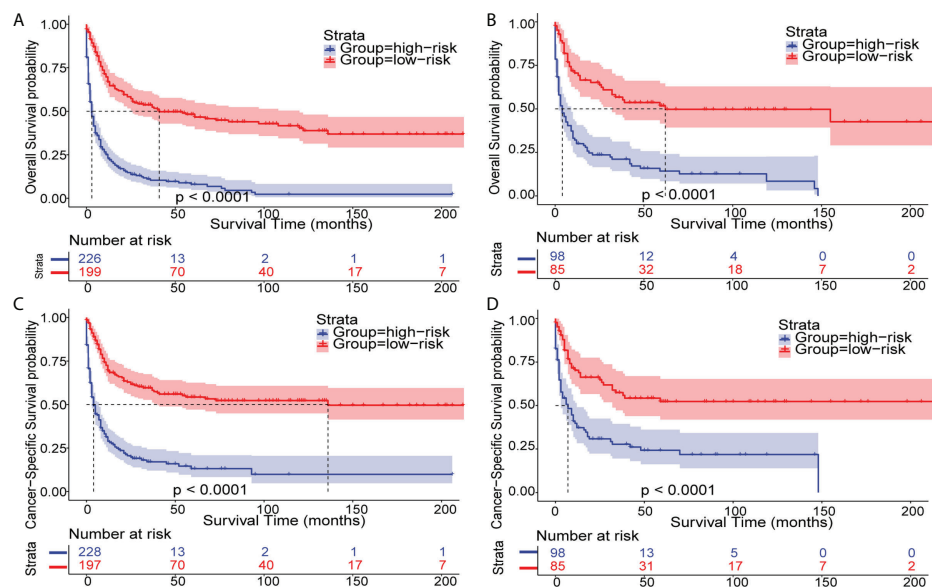 A
Overall Survival probability
1.00
0.75
0.50
0.25
0.00
Strata
Group=high−risk
Group=low−risk
p < 0.0001
0 50 100 150 200
Survival Time (months)
Number at risk
Strata
226 13 2 1 1
199 70 40 17 7
0 50 100 150 200
B
Overall Survival probability
1.00
0.75
0.50
0.25
0.00
Strata
Group=high−risk
Group=low−risk
p < 0.0001
0 50 100 150 200
Survival Time (months)
Number at risk
Strata
98 12 4 0 0
85 32 18 7 2
0 50 100 150 200
C
Cancer−Specific Survival probability
1.00
0.75
0.50
0.25
0.00
Strata
Group=high−risk
Group=low−risk
p < 0.0001
0 50 100 150 200
Survival Time (months)
Number at risk
Strata
228 13 2 1 1
197 70 40 17 7
0 50 100 150 200
D
Cancer−Specific Survival probability
1.00
0.75
0.50
0.25
0.00
Strata
Group=high−risk
Group=low−risk
p < 0.0001
0 50 100 150 200
Survival Time (months)
Number at risk
Strata
98 13 5 0 0
85 31 17 7 2
0 50 100 150 200